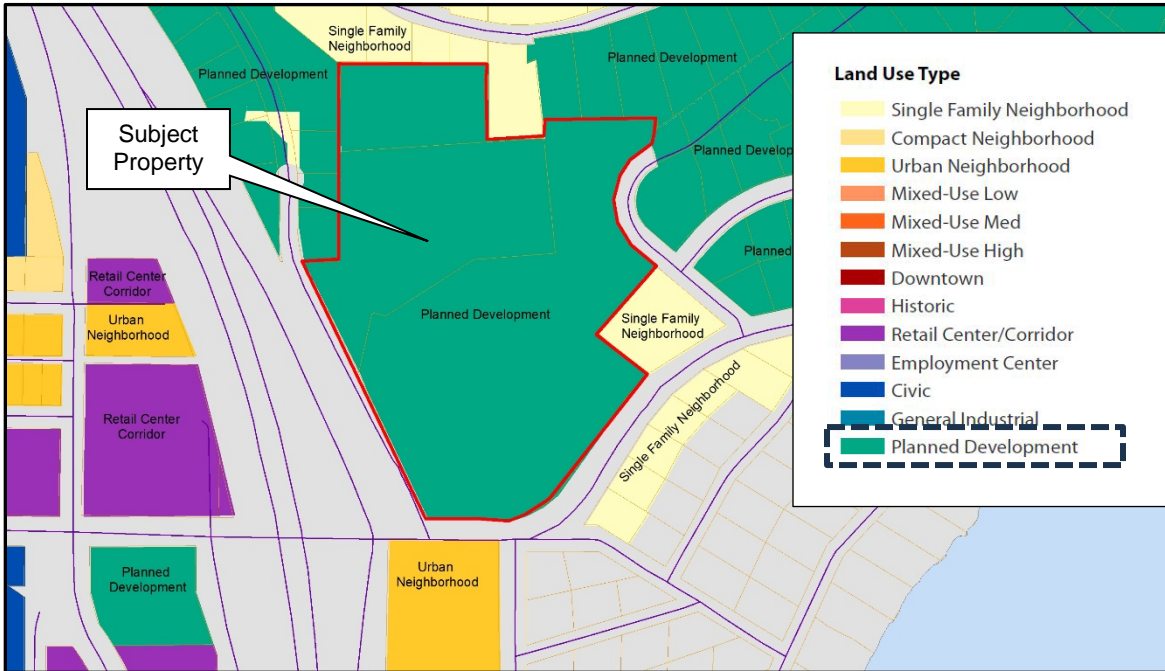 Single Family
Neighborhood
Planned Development
Planned Development
Subject
Property
Planned Develop
Planned
Retail Center
Corridor
Urban
Neighborhood
Planned Development
Single Family
Neighborhood
Retail Center
Corridor
Single Family Neighborhood
Planned
Development
Urban
Neighborhood
Land Use Type
Single Family Neighborhood
Compact Neighborhood
Urban Neighborhood
Mixed-Use Low
Mixed-Use Med
Mixed-Use High
Downtown
Historic
Retail Center/Corridor
Employment Center
Civic
General Industrial
Planned Development